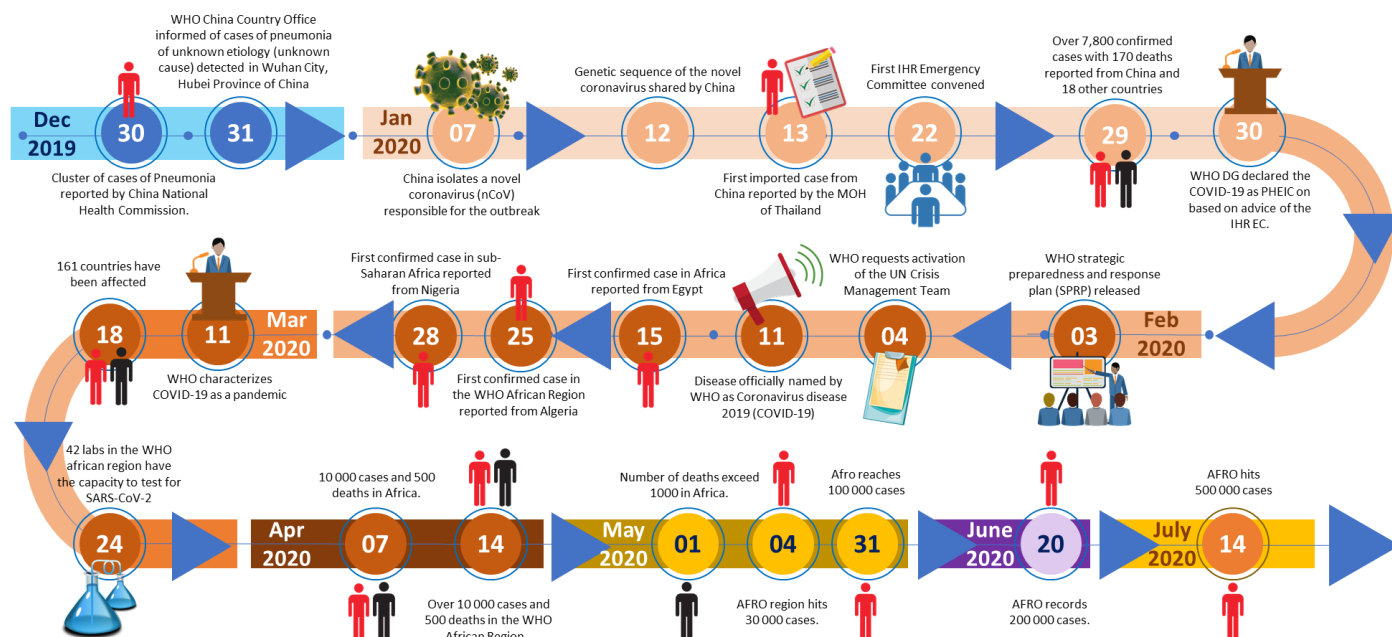 Dec
2019
30
Cluster of cases of Pneumonia
reported by China National
Health Commission.
WHO China Country Office
informed of cases of pneumonia
of unknown etiology (unknown
cause) detected in Wuhan City,
Hubei Province of China
31
Jan
2020
07
China isolates a novel
coronavirus (nCoV)
responsible for the outbreak
Genetic sequence of the novel
coronavirus shared by China
12
13
First imported case from
China reported by the MOH
of Thailand
First IHR Emergency
Committee convened
22
Over 7,800 confirmed
cases with 170 deaths
reported from China and
18 other countries
29
30
WHO DG declared the
COVID-19 as PHEIC on
based on advice of the
IHR EC.
Feb
2020
WHO strategic
preparedness and response
plan (SPRP) released
03
WHO requests activation
of the UN Crisis
Management Team
04
11
Disease officially named by
WHO as Coronavirus disease
2019 (COVID-19)
First confirmed case in Africa
reported from Egypt
15
25
First confirmed case in
the WHO African Region
reported from Algeria
First confirmed case in sub-
Saharan Africa reported
from Nigeria
28
Mar
2020
11
WHO characterizes
COVID-19 as a pandemic
161 countries have
been affected
18
42 labs in the WHO
african region have
the capacity to test for
SARS-CoV-2
24
Apr
2020
10 000 cases and 500
deaths in Africa.
07
14
Over 10 000 cases and
500 deaths in the WHO
African Region
May
2020
Number of deaths exceed
1000 in Africa.
01
04
AFRO region hits
30 000 cases.
Afro reaches
100 000 cases
31
June
2020
20
AFRO records
200 000 cases.
July
2020
AFRO hits
500 000 cases
14